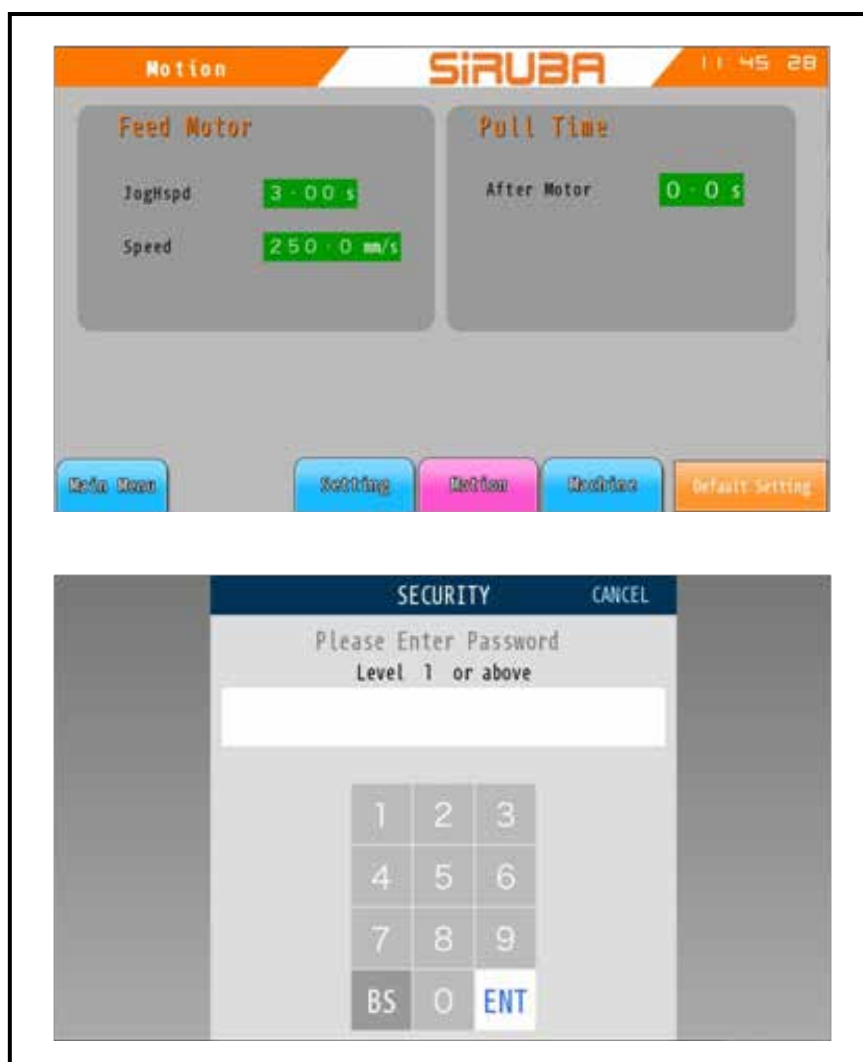 Motion SiRUBA 11 45 28
Feed Motor Pull Time
JogHspd 3.00 s After Motor 0.0 s
Speed 250.0 mm/s
Main Menu Setting Motion Machine Default Setting
SECURITY CANCEL
Please Enter Password
Level 1 or above
1 2 3
4 5 6
7 8 9
BS 0 ENT